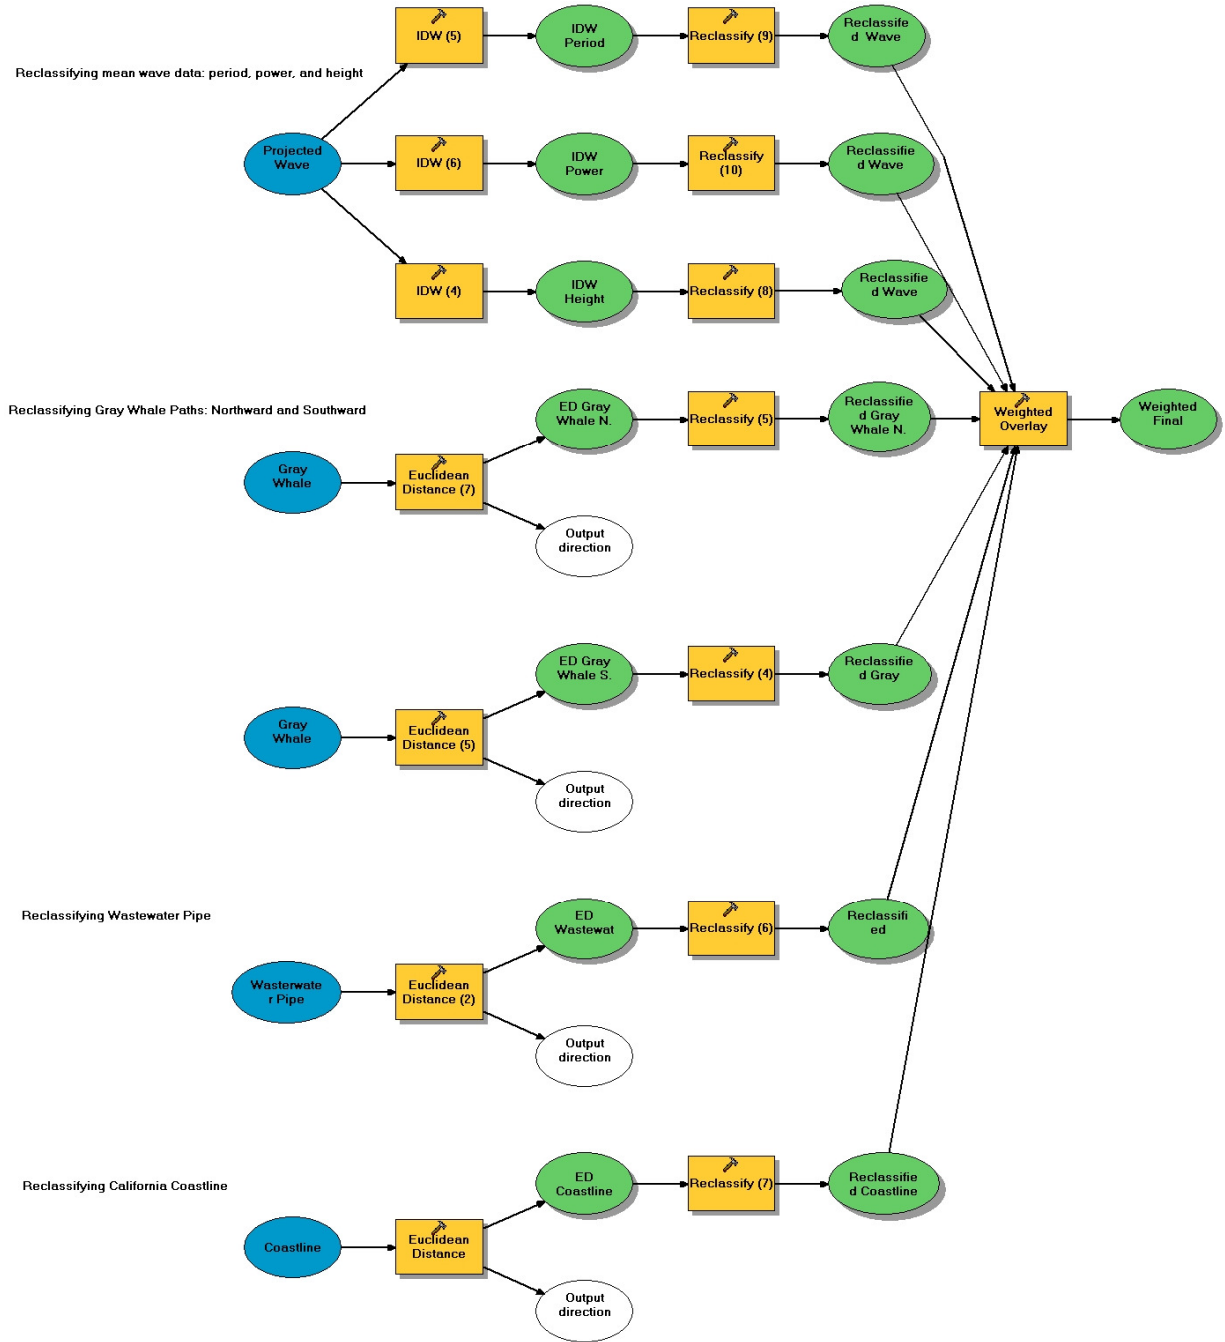 IDW (5)
IDW
Period
Reclassify (9)
Reclassifie
d  Wave
Reclassifying mean wave data: period, power, and height
Projected
Wave
IDW (6)
IDW
Power
Reclassify
(10)
Reclassifie
d Wave
IDW (4)
IDW
Height
Reclassify (8)
Reclassifie
d Wave
Reclassifying Gray Whale Paths: Northward and Southward
ED Gray
Whale N.
Reclassify (5)
Reclassifie
d Gray
Whale N.
Weighted
Overlay
Weighted
Final
Gray
Whale
Euclidean
Distance (7)
Output
direction
ED Gray
Whale S.
Reclassify (4)
Reclassifie
d Gray
Gray
Whale
Euclidean
Distance (5)
Output
direction
Reclassifying Wastewater Pipe
ED
Wastewat
Reclassify (6)
Reclassifi
ed
Wasterwate
r Pipe
Euclidean
Distance (2)
Output
direction
Reclassifying California Coastline
ED
Coastline
Reclassify (7)
Reclassifie
d Coastline
Coastline
Euclidean
Distance
Output
direction